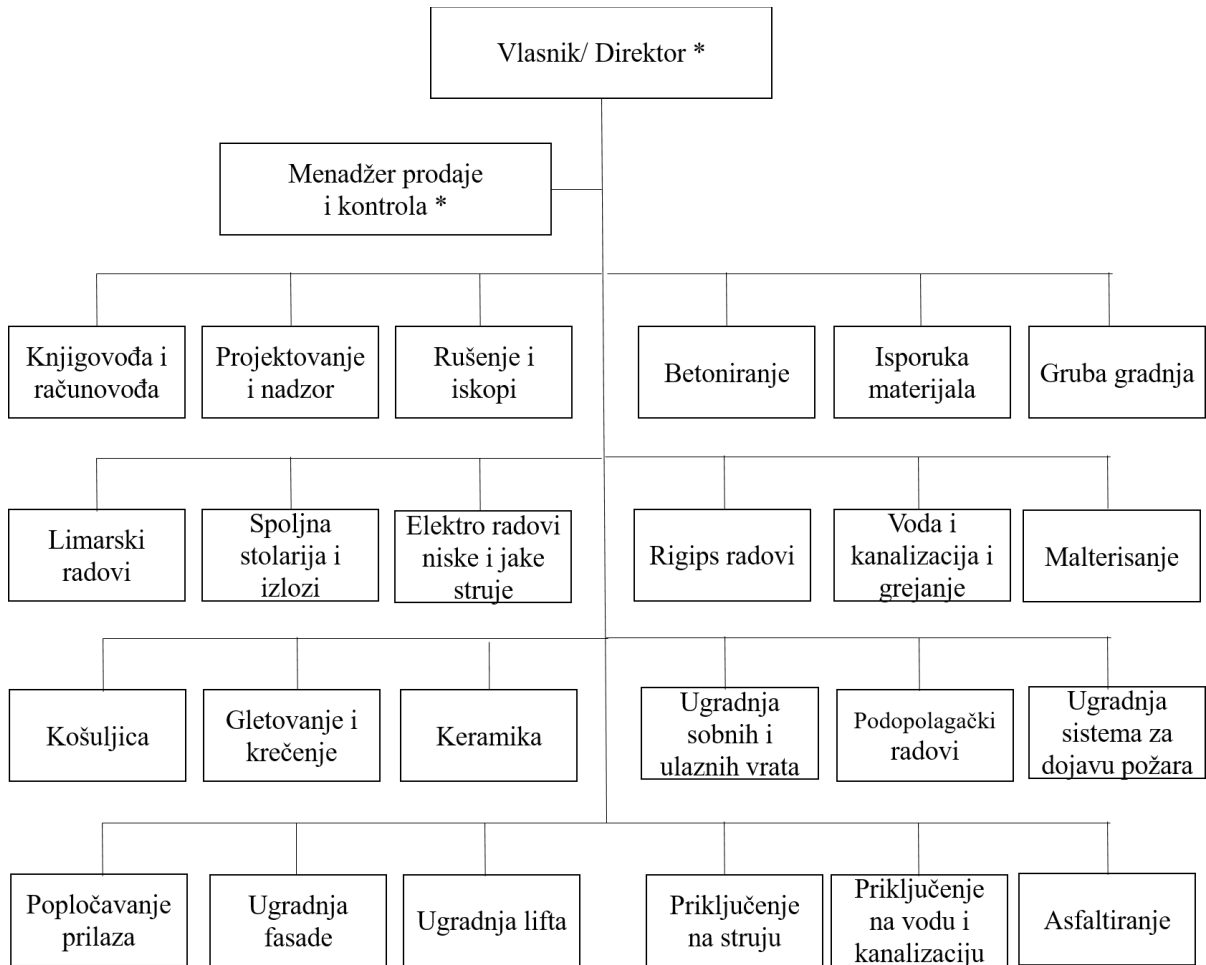 Vlasnik/ Direktor *
Menadžer prodaje
i kontrola *
Knjigovođa i
računovođa
Projektovanje
i nadzor
Rušenje i
iskopi
Betoniranje
Isporuka
materijala
Gruba gradnja
Limarski
radovi
Spoljna
stolarija i
izlozi
Elektro radovi
niske i jake
struje
Rigips radovi
Voda i
kanalizacija i
grejanje
Malterisanje
Košuljica
Gletovanje i
krečenje
Keramika
Ugradnja
sobnih i
ulaznih vrata
Podopolagački
radovi
Ugradnja
sistema za
dojavu požara
Popločavanje
prilaza
Ugradnja
fasade
Ugradnja lifta
Priključenje
na struju
Priključenje
na vodu i
kanalizaciju
Asfaltiranje